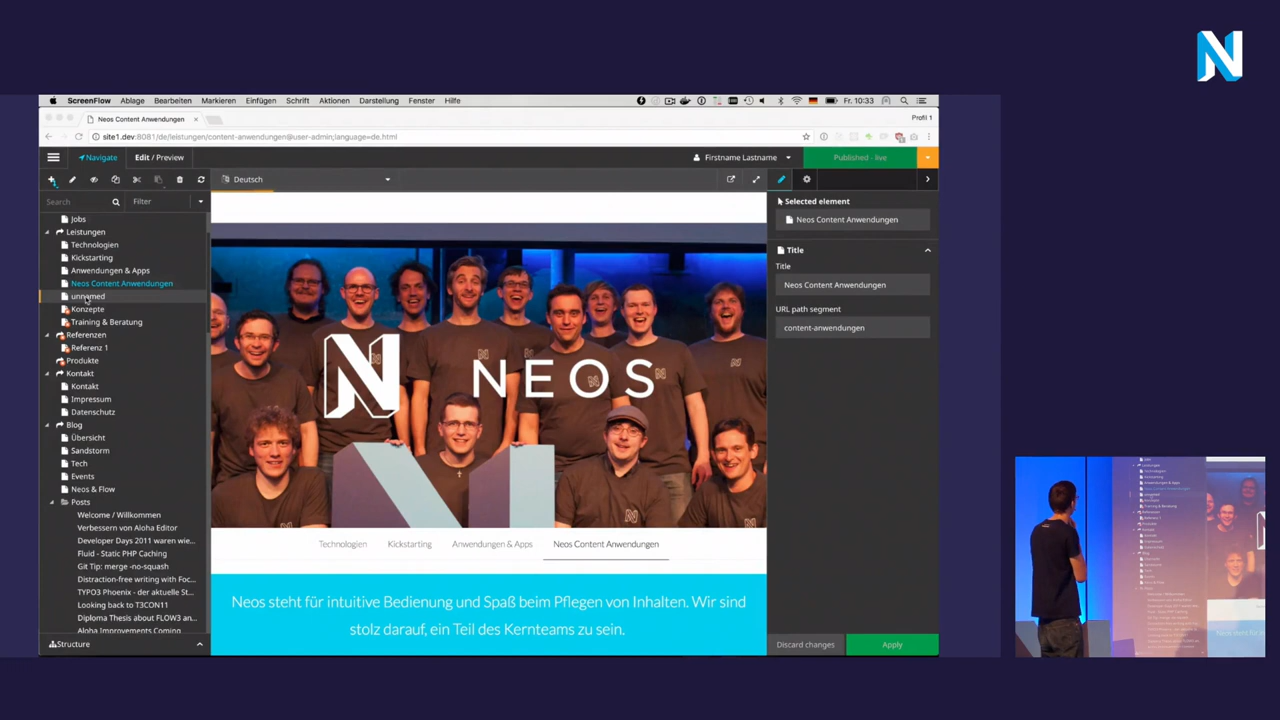 ScreenFlow Ablage Bearbeiten Markieren Einfügen Schrift Aktionen Darstellung Fenster Hilfe Fr. 10:33
Neos Content Anwendungen Profil 1
site1.dev:8081/de/leistungen/content-anwendungen@user-admin;language=de.html
Navigate Edit / Preview Firstname Lastname Published - live
Deutsch
Search Filter
Selected element
Neos Content Anwendungen
Title
Title
Neos Content Anwendungen
URL path segment
content-anwendungen
Jobs
Leistungen
Technologien
Kickstarting
Anwendungen & Apps
Neos Content Anwendungen
unnamed
Konzepte
Training & Beratung
Referenzen
Referenz 1
Produkte
Kontakt
Kontakt
Impressum
Datenschutz
Blog
Übersicht
Sandstorm
Tech
Events
Neos & Flow
Posts
Welcome / Willkommen
Verbessern von Aloha Editor
Developer Days 2011 waren wie...
Fluid - Static PHP Caching
Git Tip: merge -no-squash
Distraction-free writing with Foc...
TYPO3 Phoenix - der aktuelle St...
Looking back to T3CON11
Diploma Thesis about FLOW3 an...
Aloha Improvements Coming
Structure
NEOS
Technologien Kickstarting Anwendungen & Apps Neos Content Anwendungen
Neos steht für intuitive Bedienung und Spaß beim Pflegen von Inhalten. Wir sind
stolz darauf, ein Teil des Kernteams zu sein.
Discard changes Apply